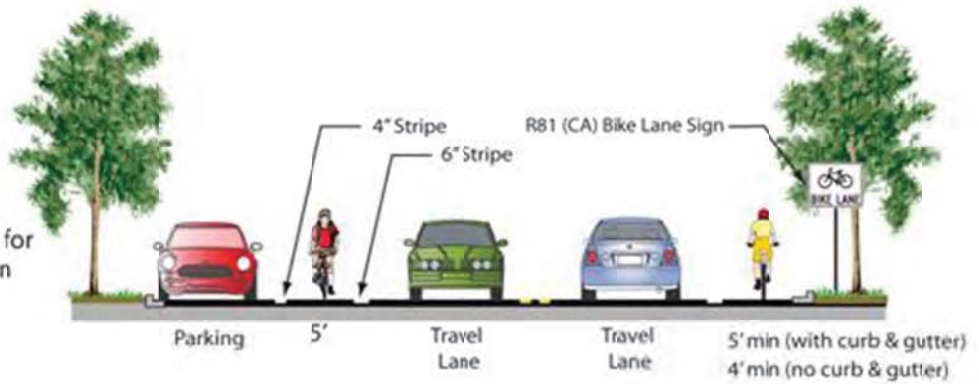 4" Stripe
6" Stripe
R81 (CA) Bike Lane Sign
BIKE LANE
for
n
Parking
5'
Travel
Lane
Travel
Lane
5' min (with curb & gutter)
4' min (no curb & gutter)